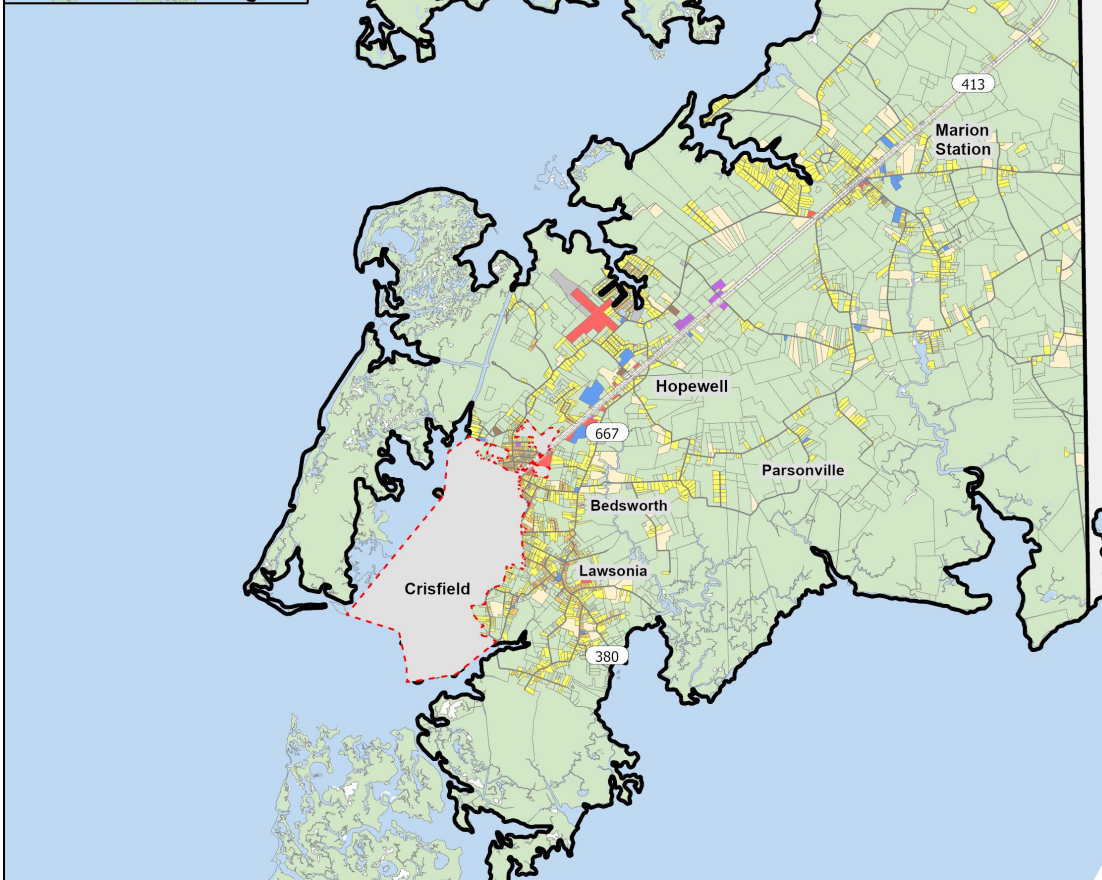 413
Marion
Station
Hopewell
667
Parsonville
Bedsworth
Lawsonia
Crisfield
380